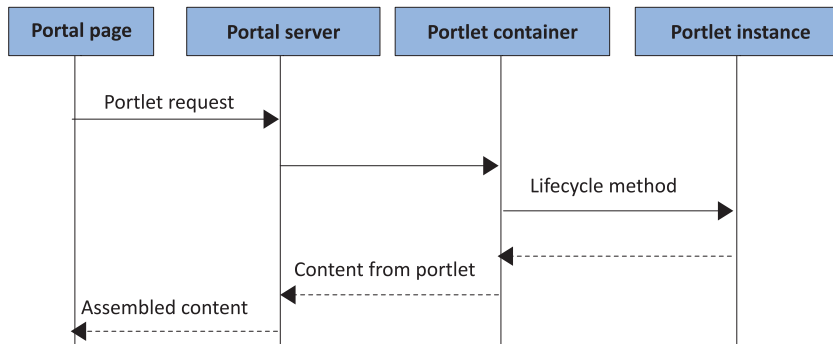 Portal page
Portal server
Portlet container
Portlet instance
Portlet request
Lifecycle method
Content from portlet
Assembled content